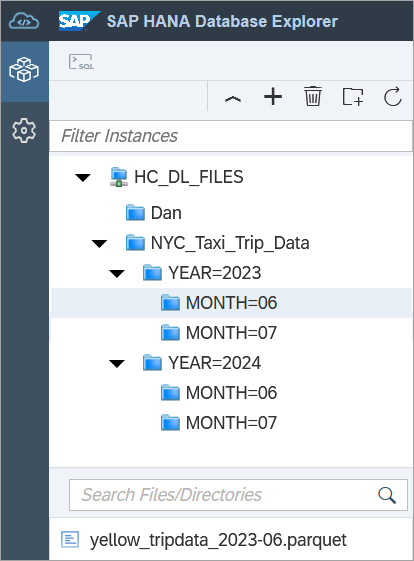 SAP SAP HANA Database Explorer
SQL
Filter Instances
HC_DL_FILES
Dan
NYC_Taxi_Trip_Data
YEAR=2023
MONTH=06
MONTH=07
YEAR=2024
MONTH=06
MONTH=07
Search Files/Directories
yellow_tripdata_2023-06.parquet